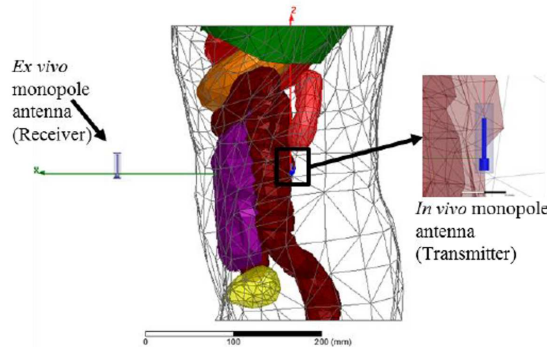 Ex vivo
monopole
antenna
(Receiver)
Z
X
In vivo monopole
antenna
(Transmitter)
0 100 200 (mm)